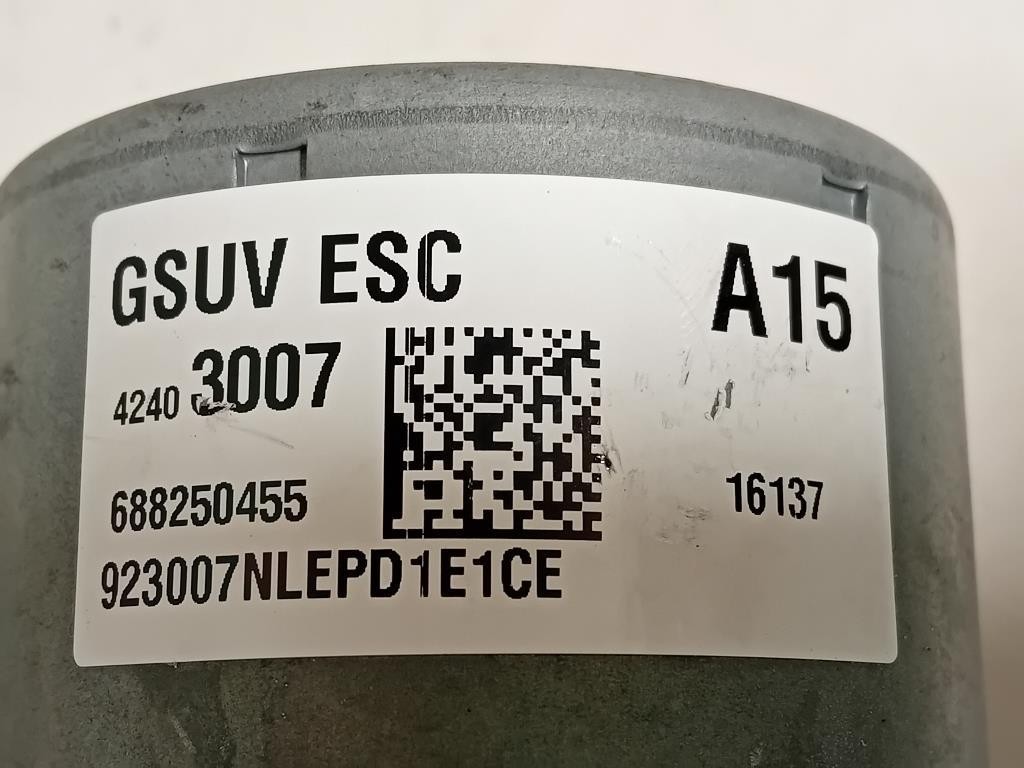 GSUV ESC
A15
4240 3007
688250455
16137
923007NLEPD1E1CE